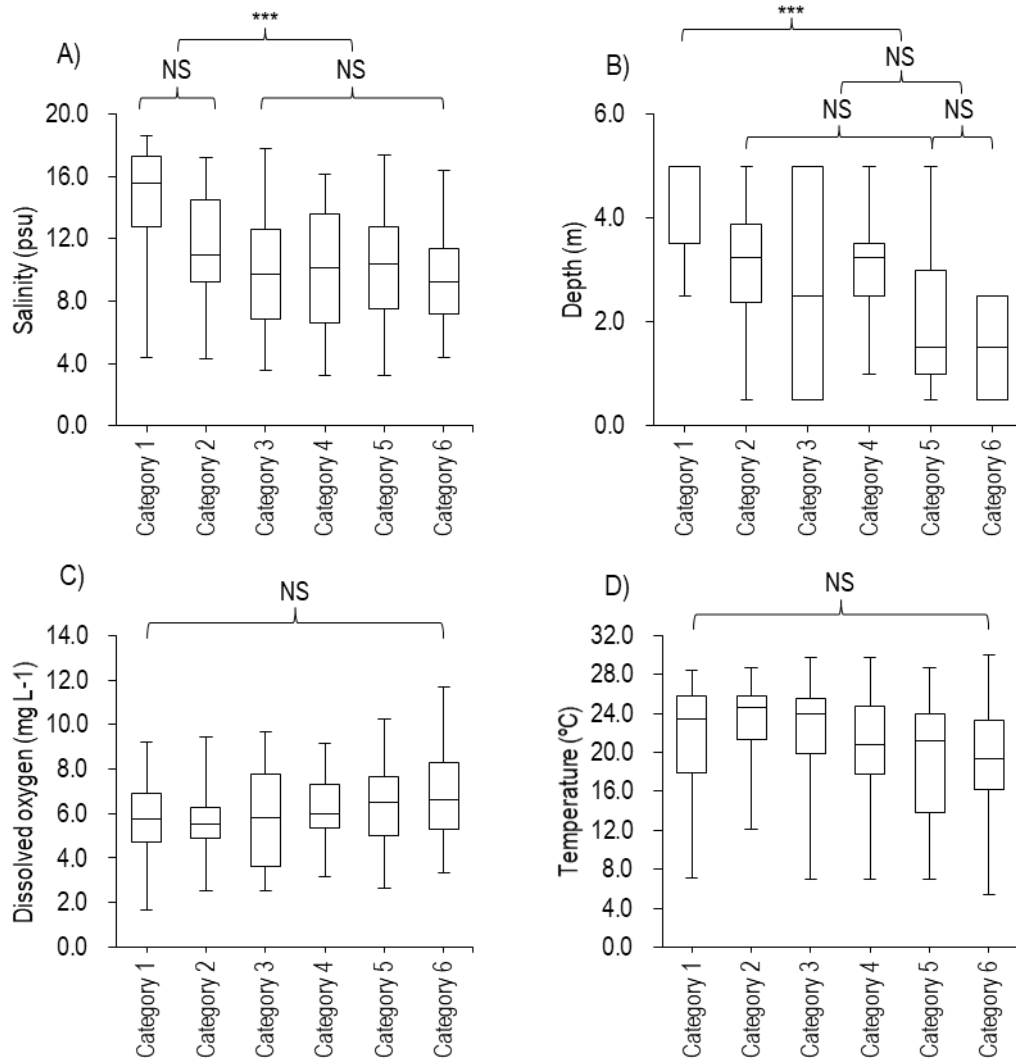 A)
***
NS
NS
20.0
16.0
12.0
8.0
4.0
0.0
Salinity (psu)
Category 1
Category 2
Category 3
Category 4
Category 5
Category 6
B)
***
NS
NS
NS
6.0
4.0
2.0
0.0
Depth (m)
Category 1
Category 2
Category 3
Category 4
Category 5
Category 6
C)
NS
14.0
12.0
10.0
8.0
6.0
4.0
2.0
0.0
Dissolved oxygen (mg L-1)
Category 1
Category 2
Category 3
Category 4
Category 5
Category 6
D)
NS
32.0
28.0
24.0
20.0
16.0
12.0
8.0
4.0
0.0
Temperature (ºC)
Category 1
Category 2
Category 3
Category 4
Category 5
Category 6